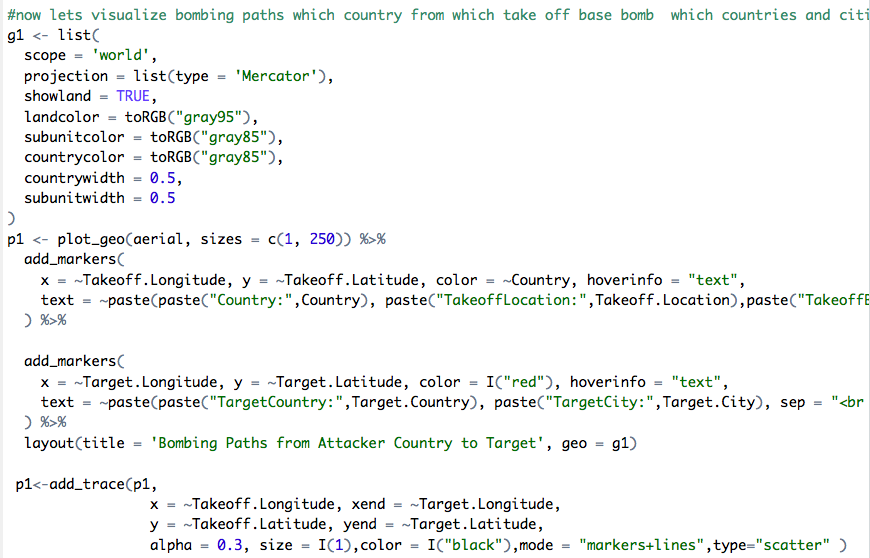 #now lets visualize bombing paths which country from which take off base bomb  which countries and citi
g1 <- list(
  scope = 'world',
  projection = list(type = 'Mercator'),
  showland = TRUE,
  landcolor = toRGB("gray95"),
  subunitcolor = toRGB("gray85"),
  countrycolor = toRGB("gray85"),
  countrywidth = 0.5,
  subunitwidth = 0.5
)
p1 <- plot_geo(aerial, sizes = c(1, 250)) %>%
  add_markers(
    x = ~Takeoff.Longitude, y = ~Takeoff.Latitude, color = ~Country, hoverinfo = "text",
    text = ~paste(paste("Country:",Country), paste("TakeoffLocation:",Takeoff.Location),paste("TakeoffB
  ) %>%
  add_markers(
    x = ~Target.Longitude, y = ~Target.Latitude, color = I("red"), hoverinfo = "text",
    text = ~paste(paste("TargetCountry:",Target.Country), paste("TargetCity:",Target.City), sep = "<br
  ) %>%
  layout(title = 'Bombing Paths from Attacker Country to Target', geo = g1)
 p1<-add_trace(p1,
                 x = ~Takeoff.Longitude, xend = ~Target.Longitude,
                 y = ~Takeoff.Latitude, yend = ~Target.Latitude,
                 alpha = 0.3, size = I(1),color = I("black"),mode = "markers+lines",type="scatter" )